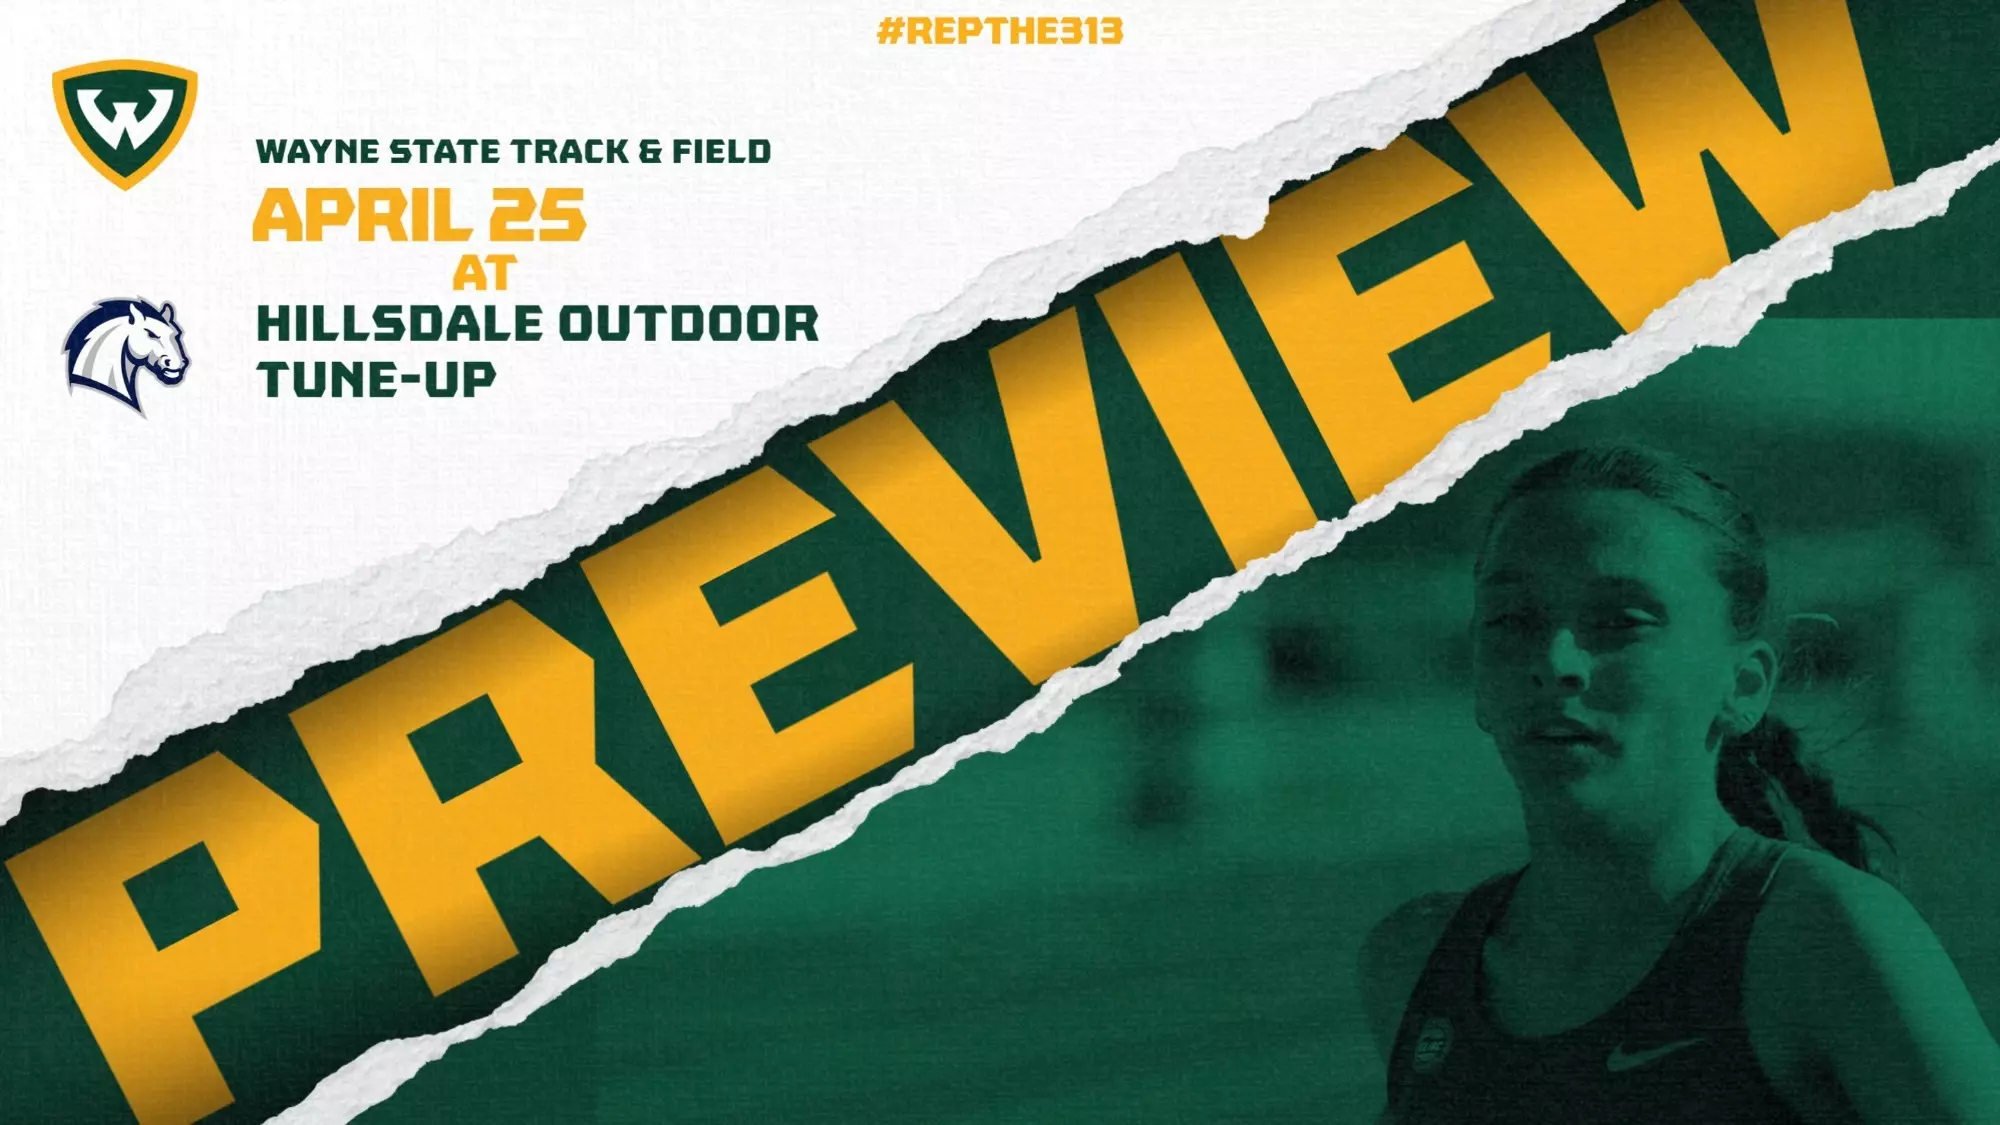 #REPTHE313
W
WAYNE STATE TRACK & FIELD
APRIL 25
AT
HILLSDALE OUTDOOR
TUNE-UP
PREVIEW